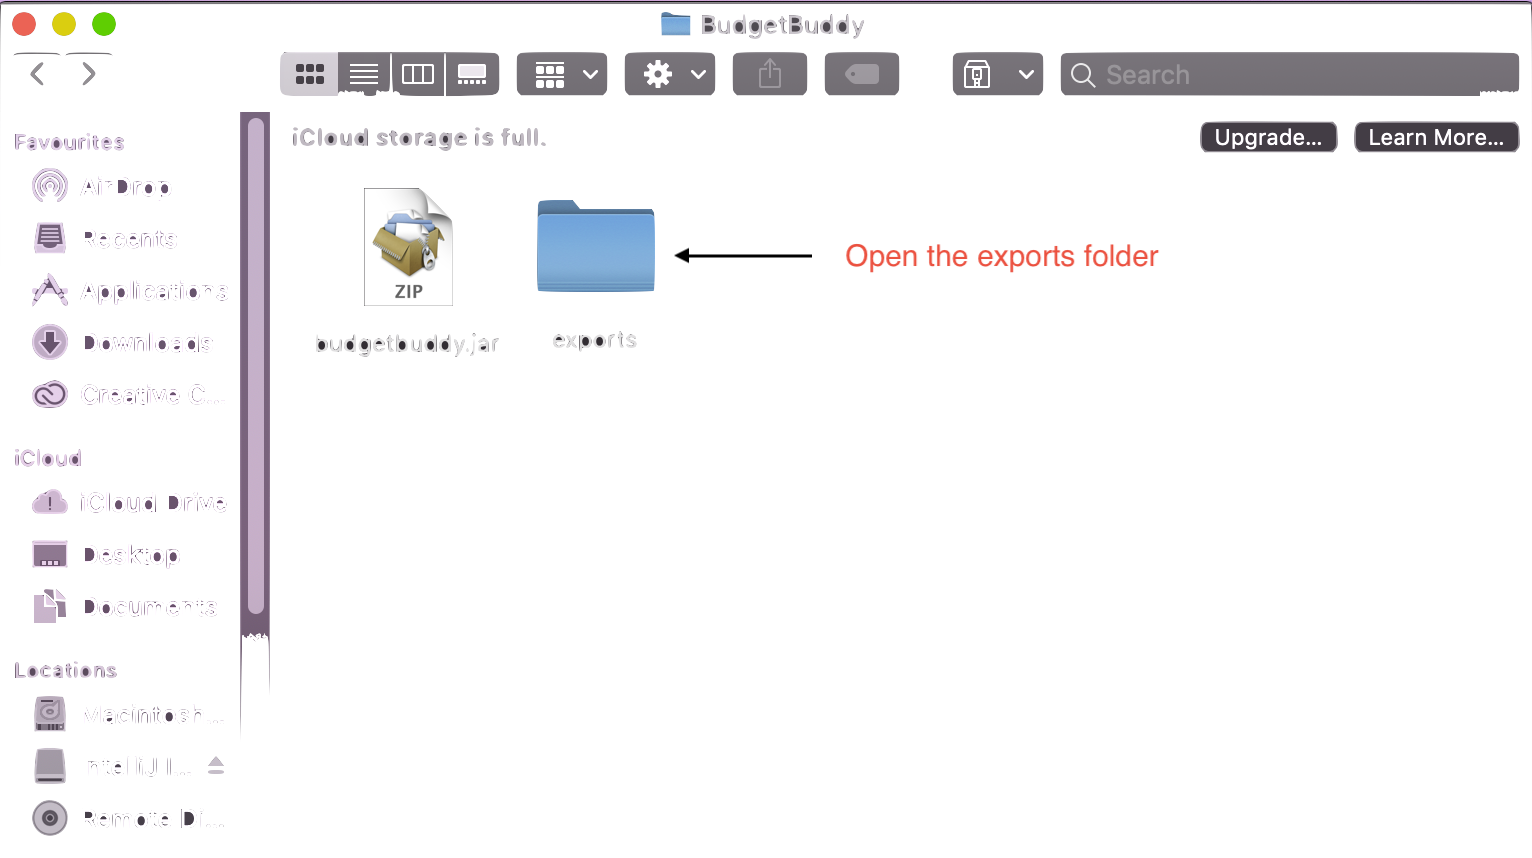 BudgetBuddy
Search
iCloud storage is full.
Upgrade...
Learn More...
Favourites
AirDrop
Recents
Applications
Downloads
Creative C...
iCloud
iCloud Drive
Desktop
Documents
Locations
Macintosh...
IntelliJ I...
Remote Di...
ZIP
budgetbuddy.jar
exports
Open the exports folder